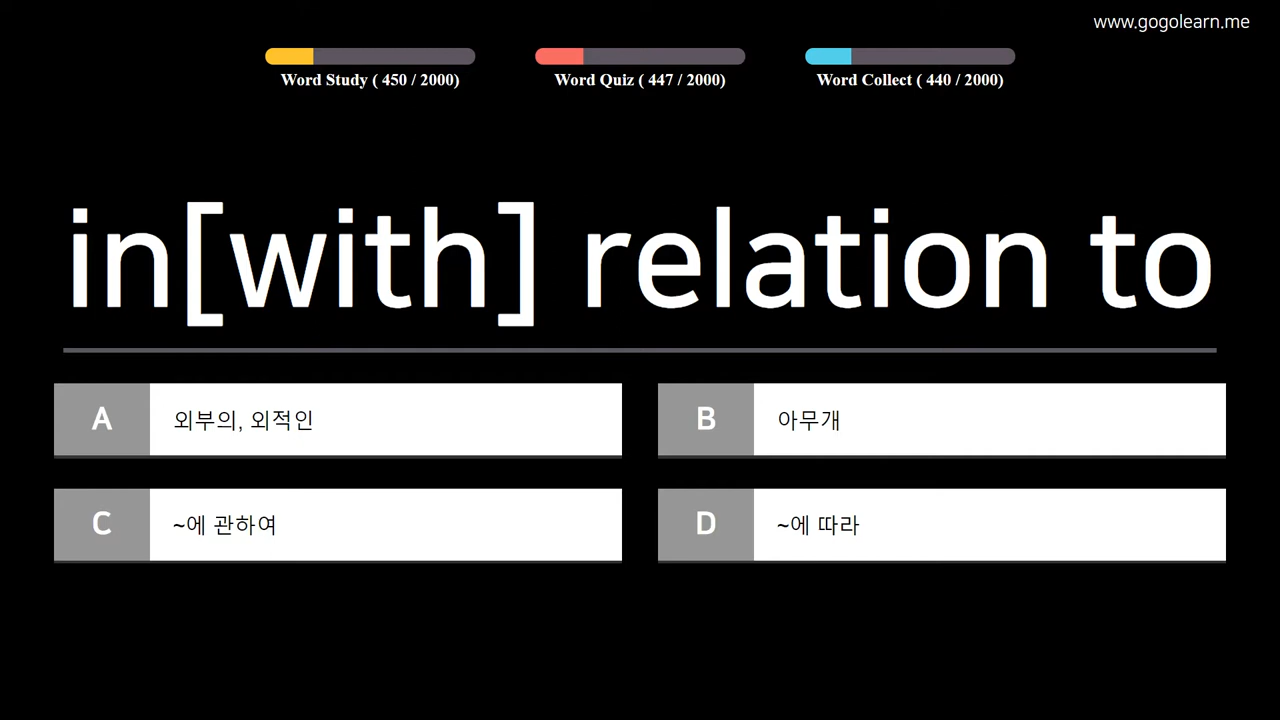 www.gogolearn.me
Word Study ( 450 / 2000)
Word Quiz ( 447 / 2000)
Word Collect ( 440 / 2000)
in[with] relation to
A 외부의, 외적인
B 아무개
C ~에 관하여
D ~에 따라